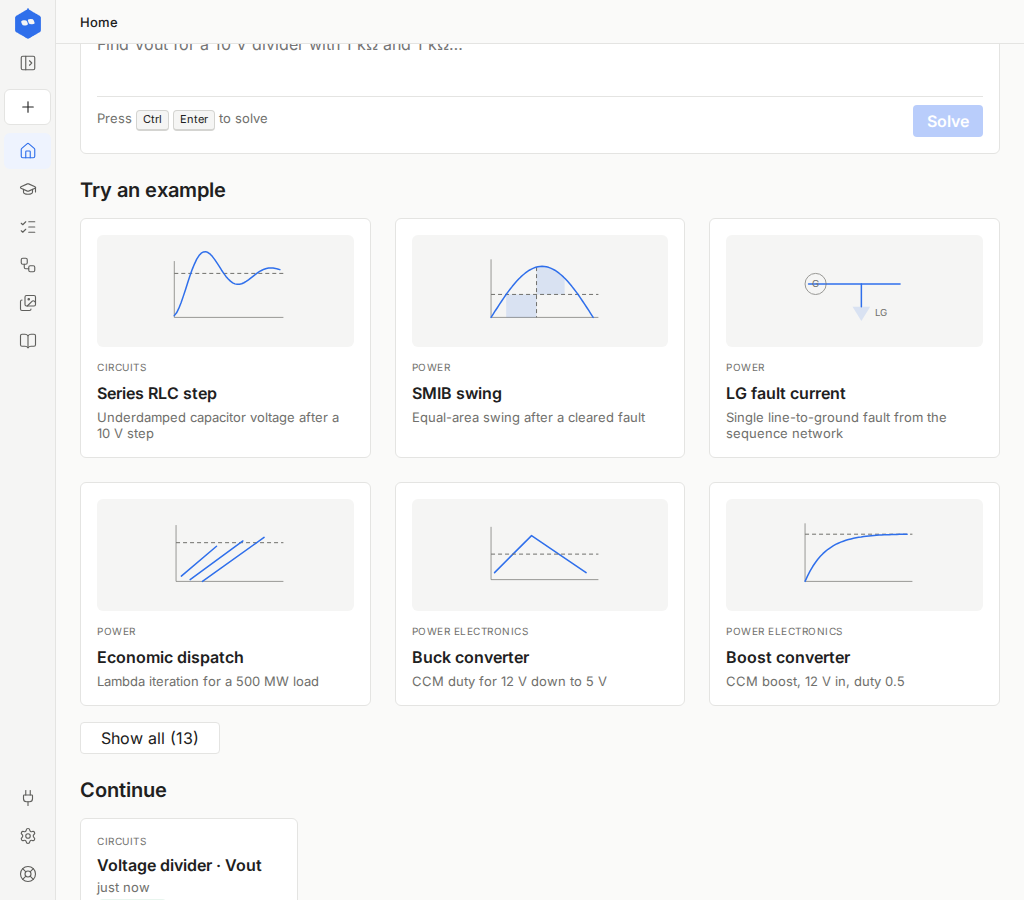 Home
Find Vout for a 10 V divider with 1 kΩ and 1 kΩ...
Press Ctrl Enter to solve
Solve
Try an example
CIRCUITS
Series RLC step
Underdamped capacitor voltage after a
10 V step
POWER
SMIB swing
Equal-area swing after a cleared fault
G
LG
POWER
LG fault current
Single line-to-ground fault from the
sequence network
POWER
Economic dispatch
Lambda iteration for a 500 MW load
POWER ELECTRONICS
Buck converter
CCM duty for 12 V down to 5 V
POWER ELECTRONICS
Boost converter
CCM boost, 12 V in, duty 0.5
Show all (13)
Continue
CIRCUITS
Voltage divider · Vout
just now